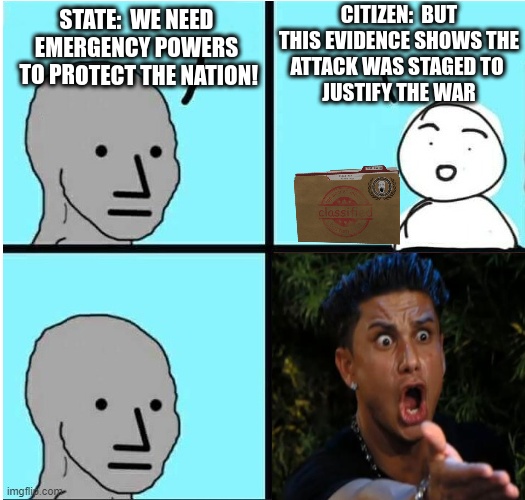 STATE:  WE NEED
EMERGENCY POWERS
TO PROTECT THE NATION!
CITIZEN:  BUT
THIS EVIDENCE SHOWS THE
ATTACK WAS STAGED TO
JUSTIFY THE WAR
classified
imgflip.com